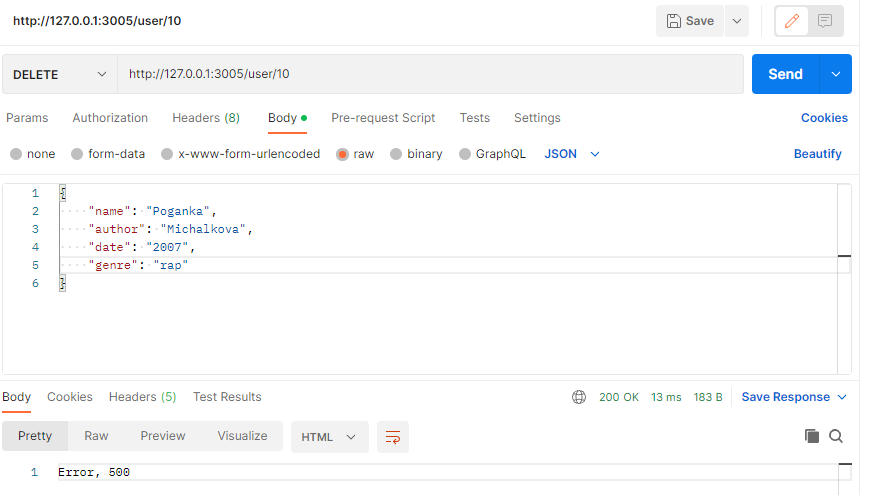 http://127.0.0.1:3005/user/10 Save
DELETE http://127.0.0.1:3005/user/10 Send
Params Authorization Headers (8) Body Pre-request Script Tests Settings Cookies
none form-data x-www-form-urlencoded raw binary GraphQL JSON Beautify
1 {
2 "name": "Poganka",
3 "author": "Michalkova",
4 "date": "2007",
5 "genre": "rap"
6 }
Body Cookies Headers (5) Test Results 200 OK 13 ms 183 B Save Response
Pretty Raw Preview Visualize HTML
1 Error, 500